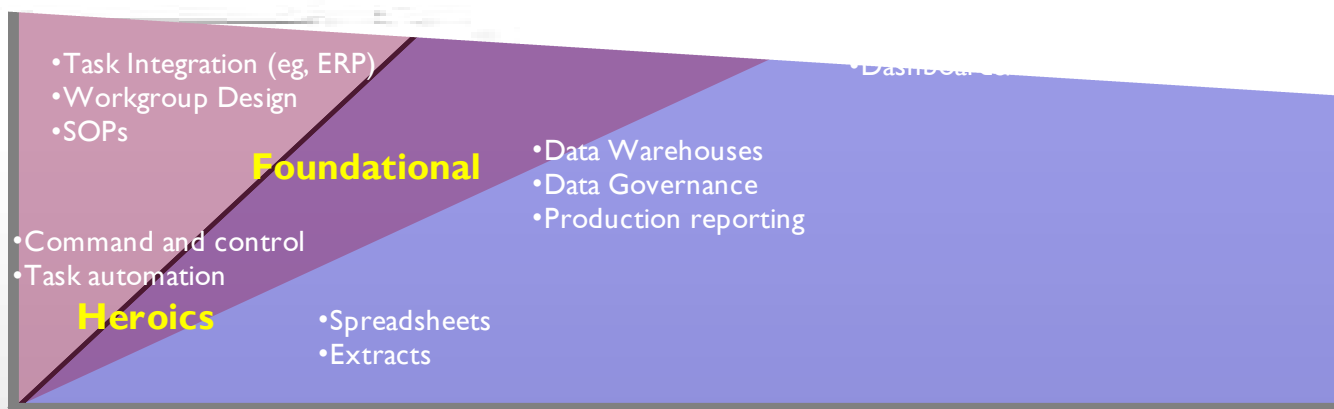 •Task Integration (eg, ERP)
•Workgroup Design
•SOPs
Foundational
•Data Warehouses
•Data Governance
•Production reporting
•Command and control
•Task automation
Heroics
•Spreadsheets
•Extracts